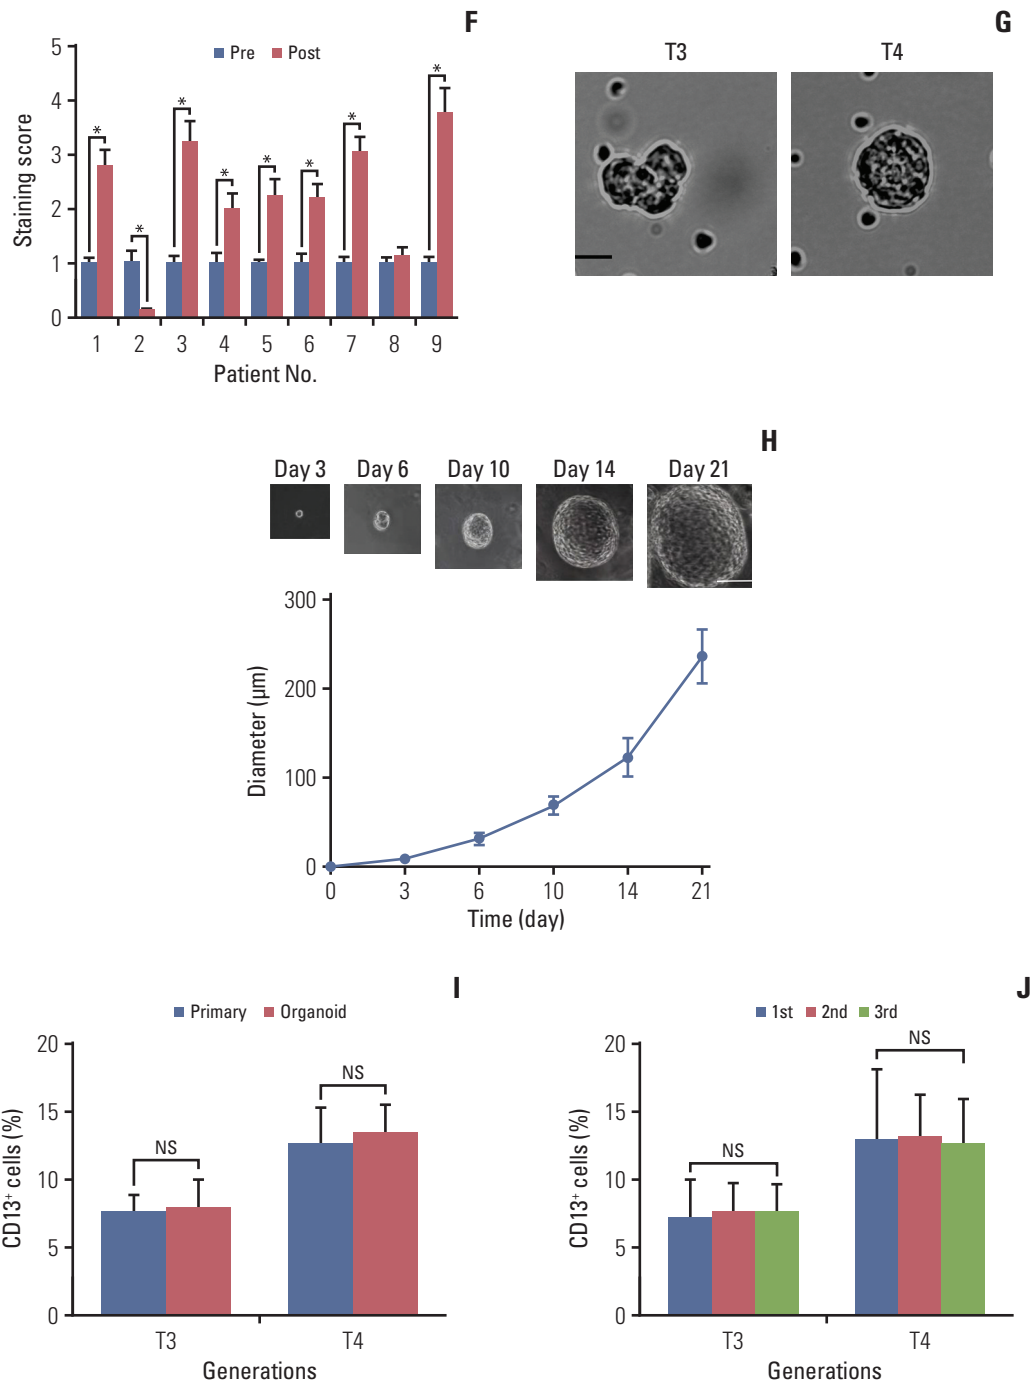 F
Pre Post
5
4
3
2
1
0
Staining score
* * * * * * * *
1 2 3 4 5 6 7 8 9
Patient No.
G
T3 T4
H
Day 3 Day 6 Day 10 Day 14 Day 21
300
200
100
0
Diameter (µm)
0 3 6 10 14 21
Time (day)
I
Primary Organoid
20
15
10
5
0
CD13+ cells (%)
NS NS
T3 T4
Generations
J
1st 2nd 3rd
20
15
10
5
0
CD13+ cells (%)
NS NS
T3 T4
Generations